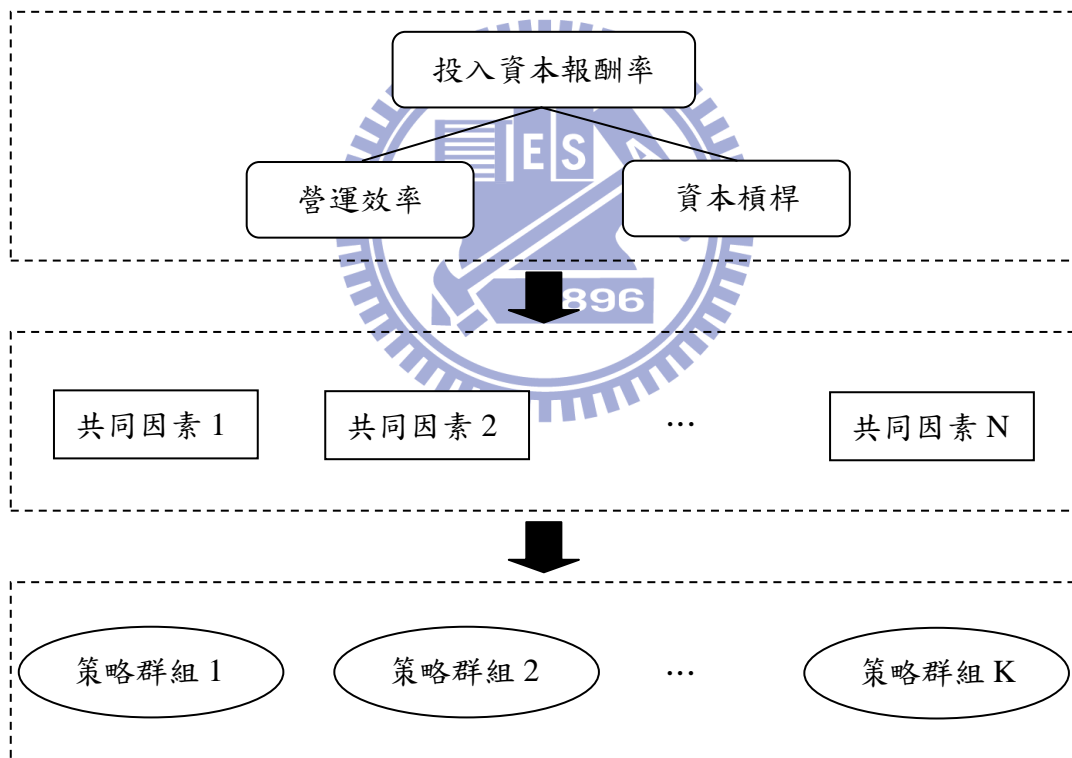 投入資本報酬率
ES
A
營運效率
資本槓桿
896
共同因素 1
共同因素 2
...
共同因素 N
策略群組 1
策略群組 2
...
策略群組 K